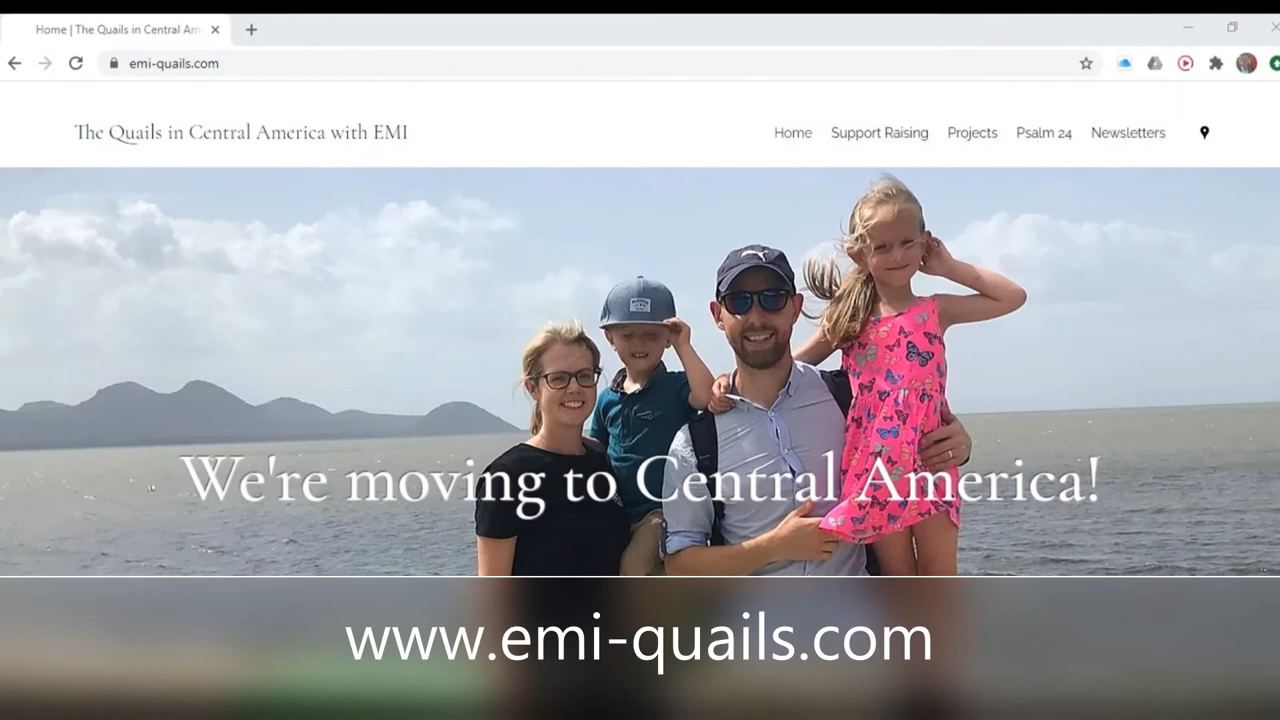 Home | The Quails in Central Am
emi-quails.com
The Quails in Central America with EMI
Home Support Raising Projects Psalm 24 Newsletters
We're moving to Central America!
www.emi-quails.com